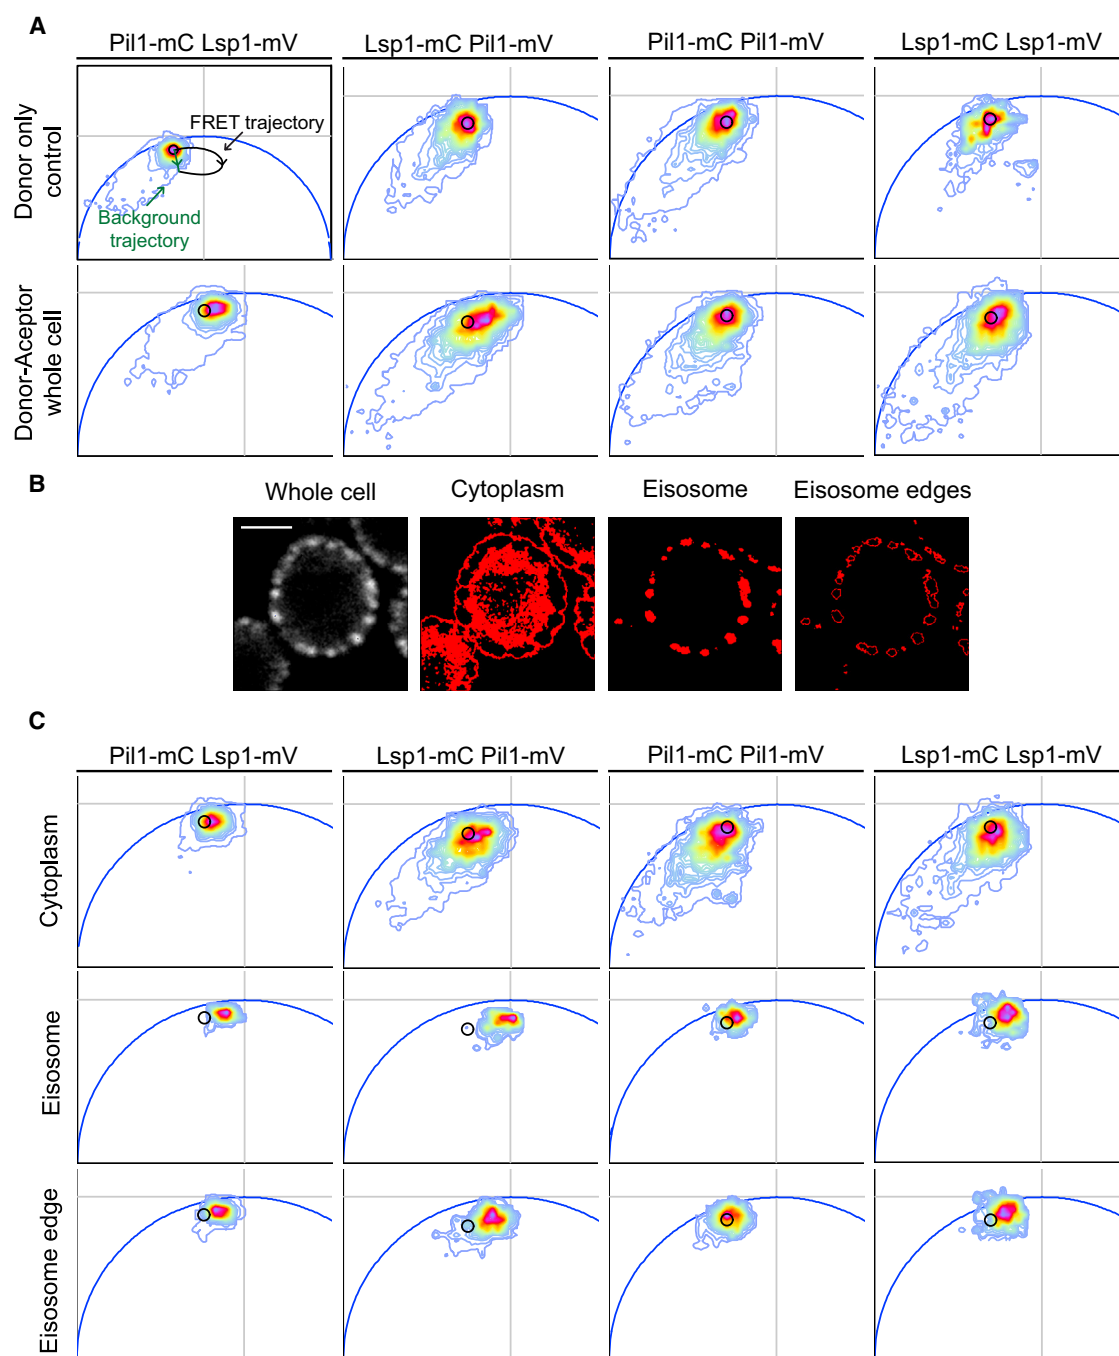 A
Pil1-mC Lsp1-mV
Lsp1-mC Pil1-mV
Pil1-mC Pil1-mV
Lsp1-mC Lsp1-mV
Donor only
control
FRET trajectory
Background
trajectory
Donor-Aceptor
whole cell
B
Whole cell
Cytoplasm
Eisosome
Eisosome edges
C
Pil1-mC Lsp1-mV
Lsp1-mC Pil1-mV
Pil1-mC Pil1-mV
Lsp1-mC Lsp1-mV
Cytoplasm
Eisosome
Eisosome edge